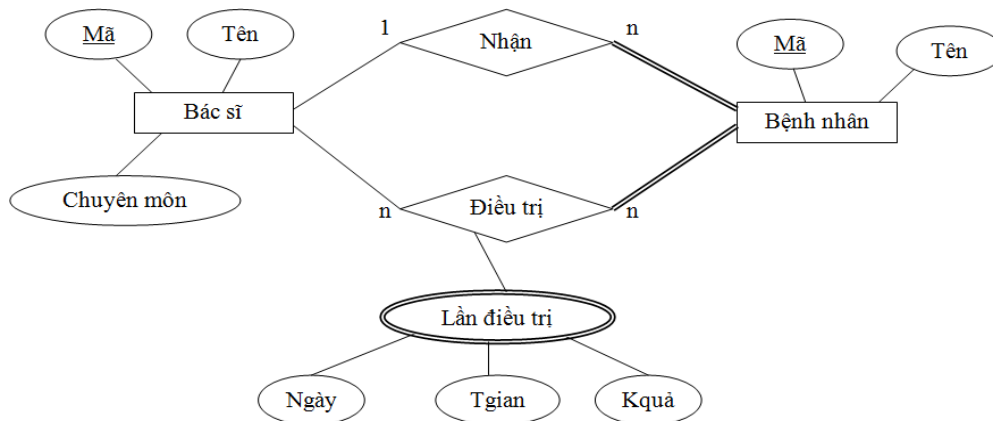 1
n
Mã
Tên
Nhận
Mã
Tên
Bác sĩ
Bệnh nhân
Chuyên môn
n
Điều trị
n
Lần điều trị
Ngày
Tgian
Kquả